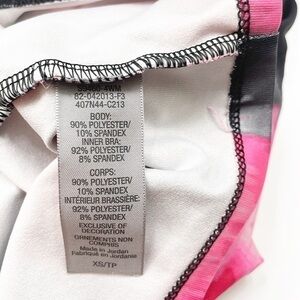 82-042013-F3
407N44-C213
BODY:
90% POLYESTER/
10% SPANDEX
INNER BRA:
92% POLYESTER/
8% SPANDEX
CORPS:
90% POLYESTER/
10% SPANDEX
INTÉRIEUR BRASSIÈRE:
92% POLYESTER/
8% SPANDEX
EXCLUSIVE OF
DECORATION
ORNEMENTS NON
COMPRIS
Made in Jordan
Fabriqué en Jordanie
XS/TP